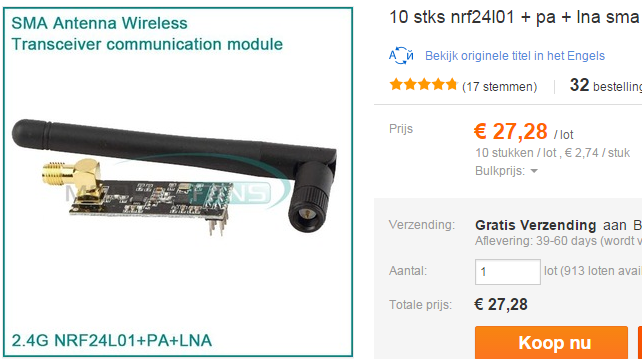 SMA Antenna Wireless
Transceiver communication module
2.4G NRF24L01+PA+LNA
10 stks nrf24l01 + pa + lna sma
Bekijk originele titel in het Engels
(17 stemmen)
32 bestelling
Prijs
€ 27,28 / lot
10 stukken / lot , € 2,74 / stuk
Bulkprijs:
Verzending:
Gratis Verzending aan B
Aflevering: 39-60 days (wordt v
Aantal:
1
lot (913 loten avai
Totale prijs:
€ 27,28
Koop nu